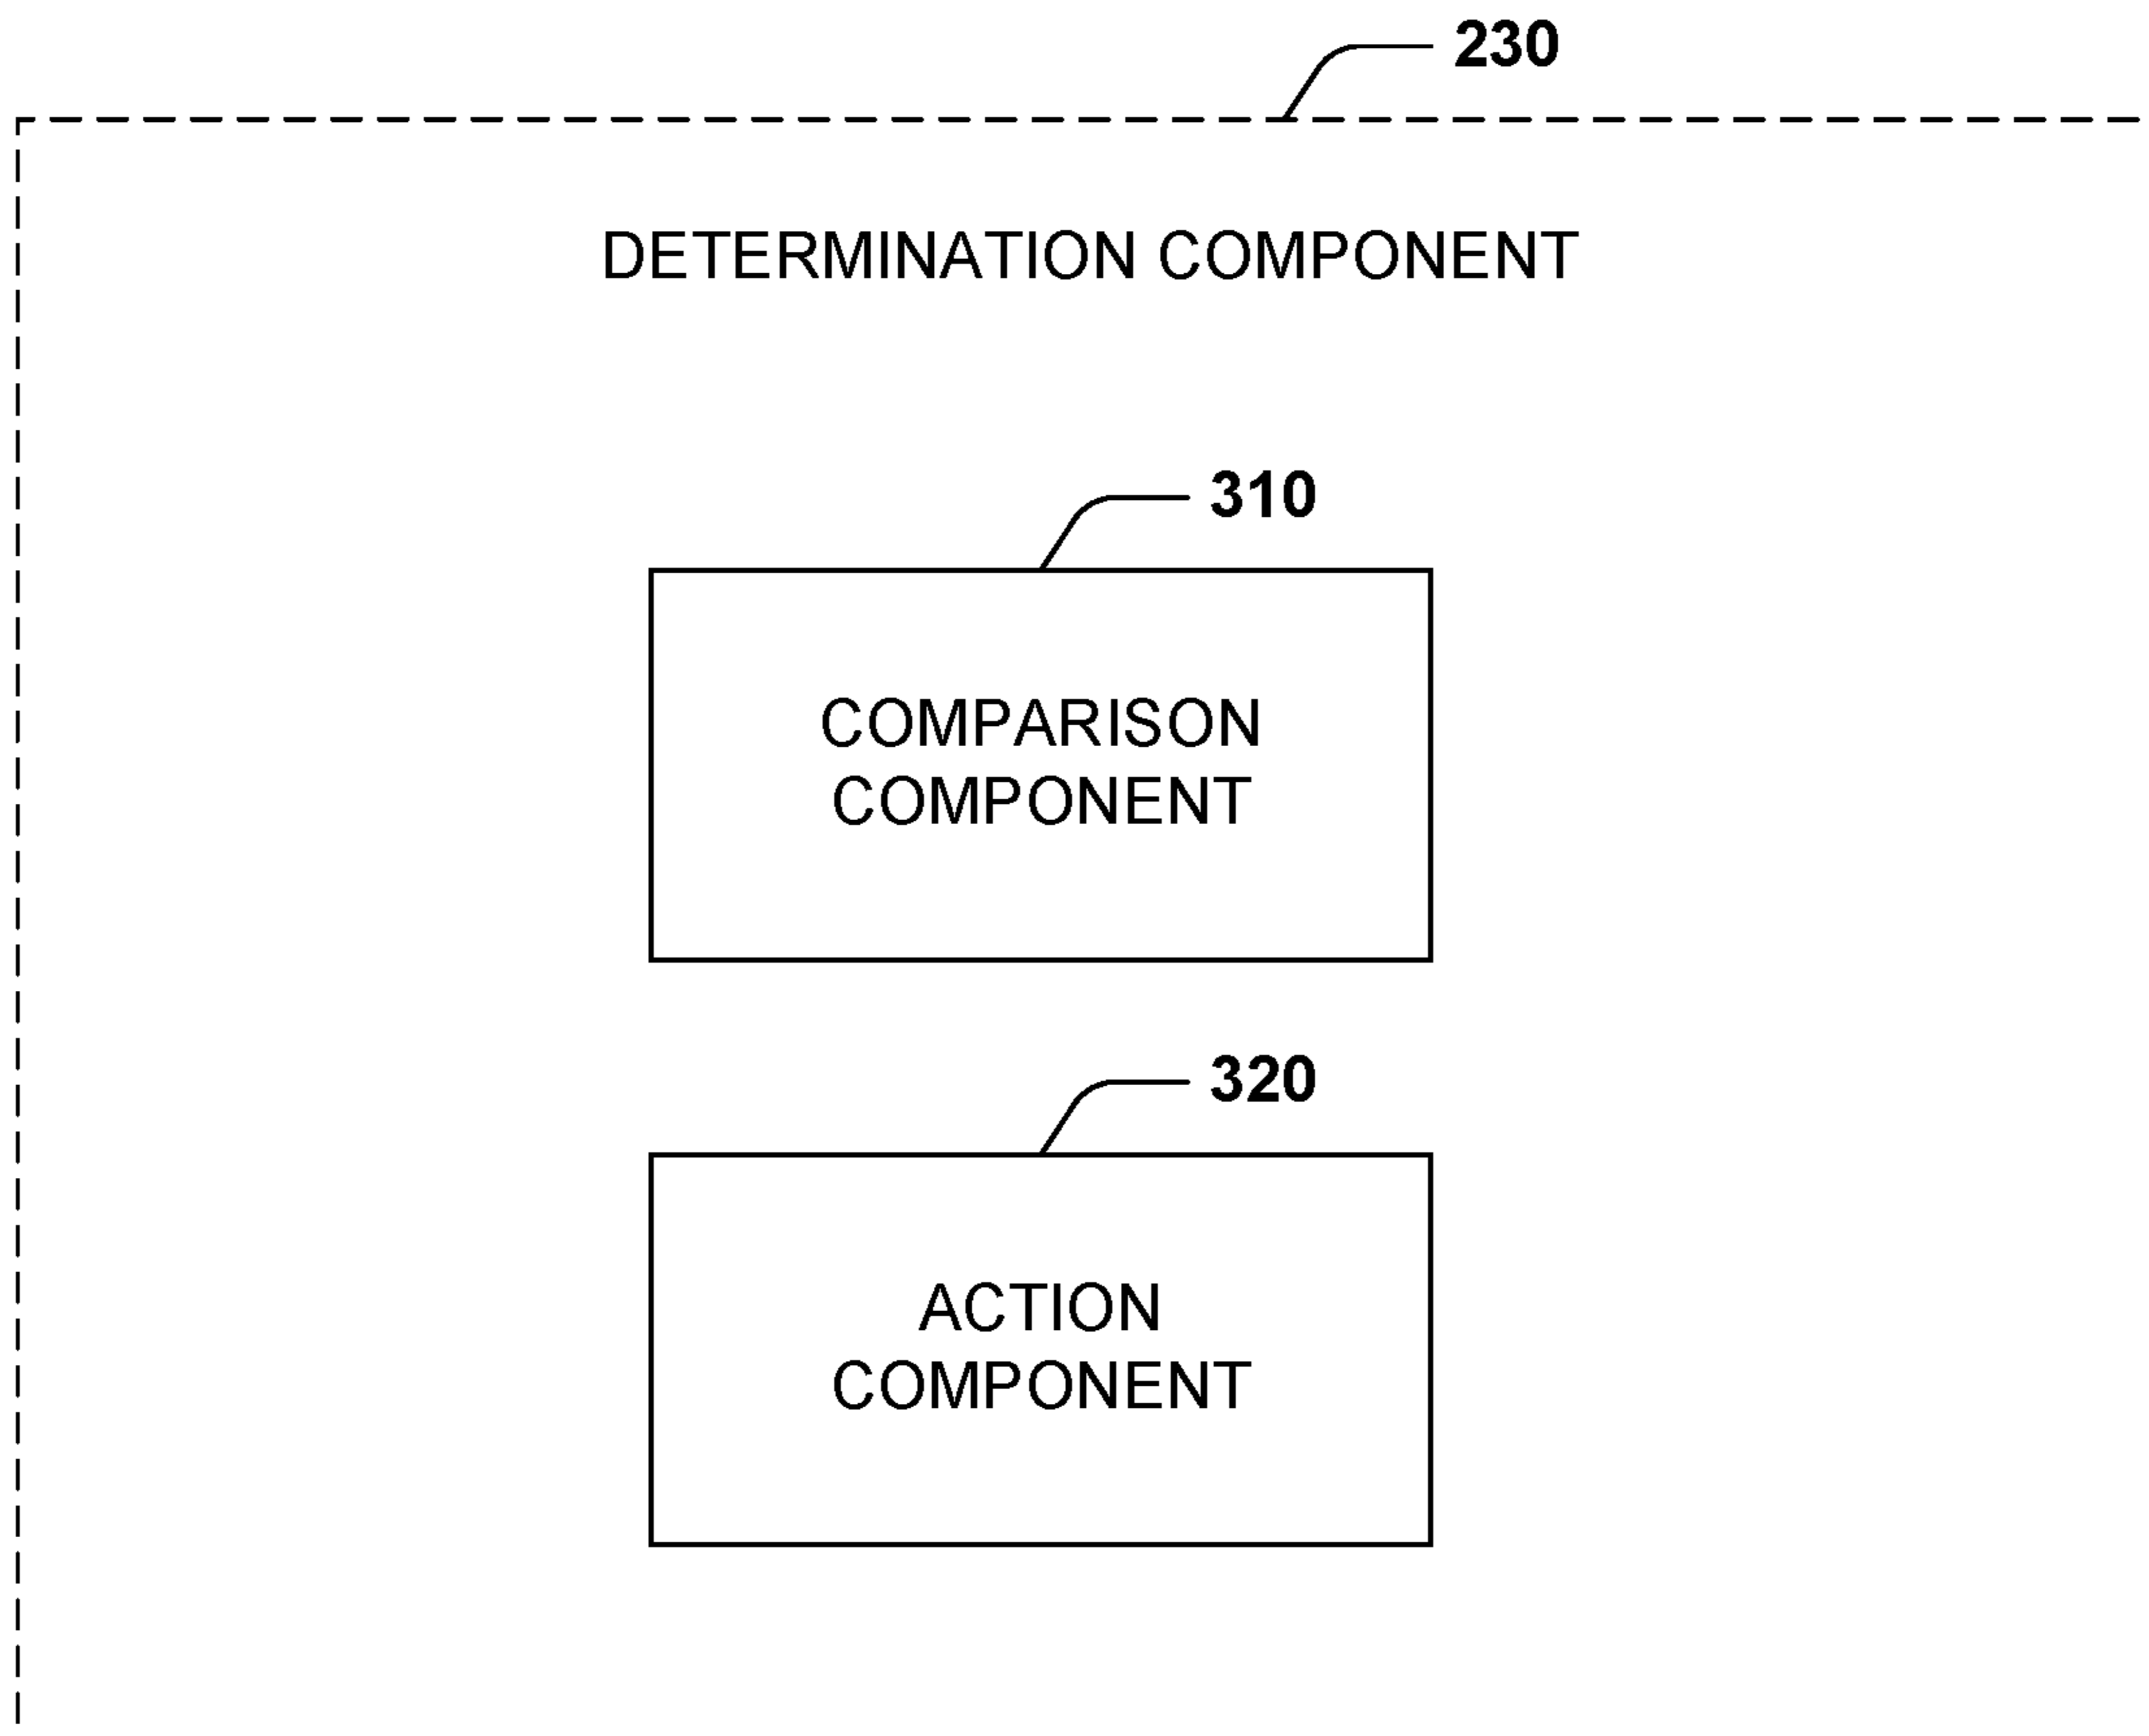 230
DETERMINATION COMPONENT
310
COMPARISON
COMPONENT
320
ACTION
COMPONENT